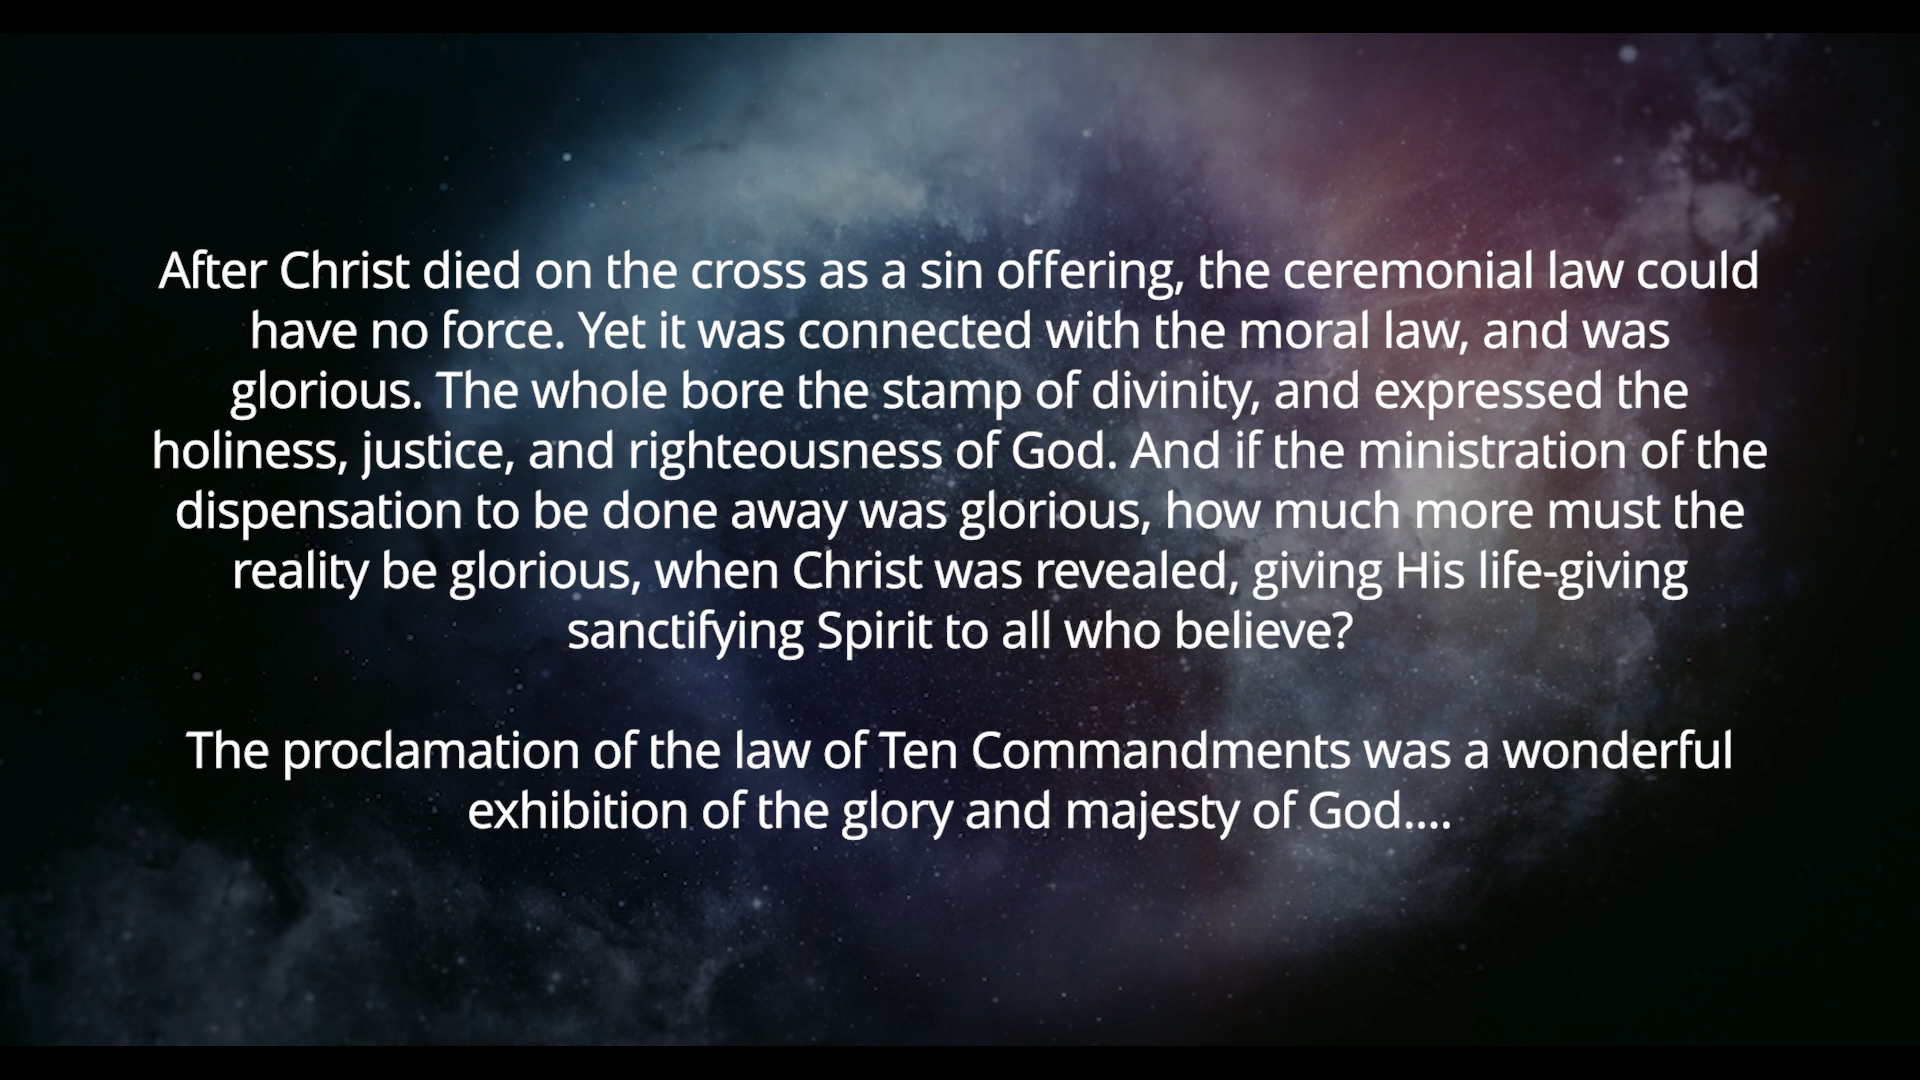 After Christ died on the cross as a sin offering, the ceremonial law could
have no force. Yet it was connected with the moral law, and was
glorious. The whole bore the stamp of divinity, and expressed the
holiness, justice, and righteousness of God. And if the ministration of the
dispensation to be done away was glorious, how much more must the
reality be glorious, when Christ was revealed, giving His life-giving
sanctifying Spirit to all who believe?
The proclamation of the law of Ten Commandments was a wonderful
exhibition of the glory and majesty of God....